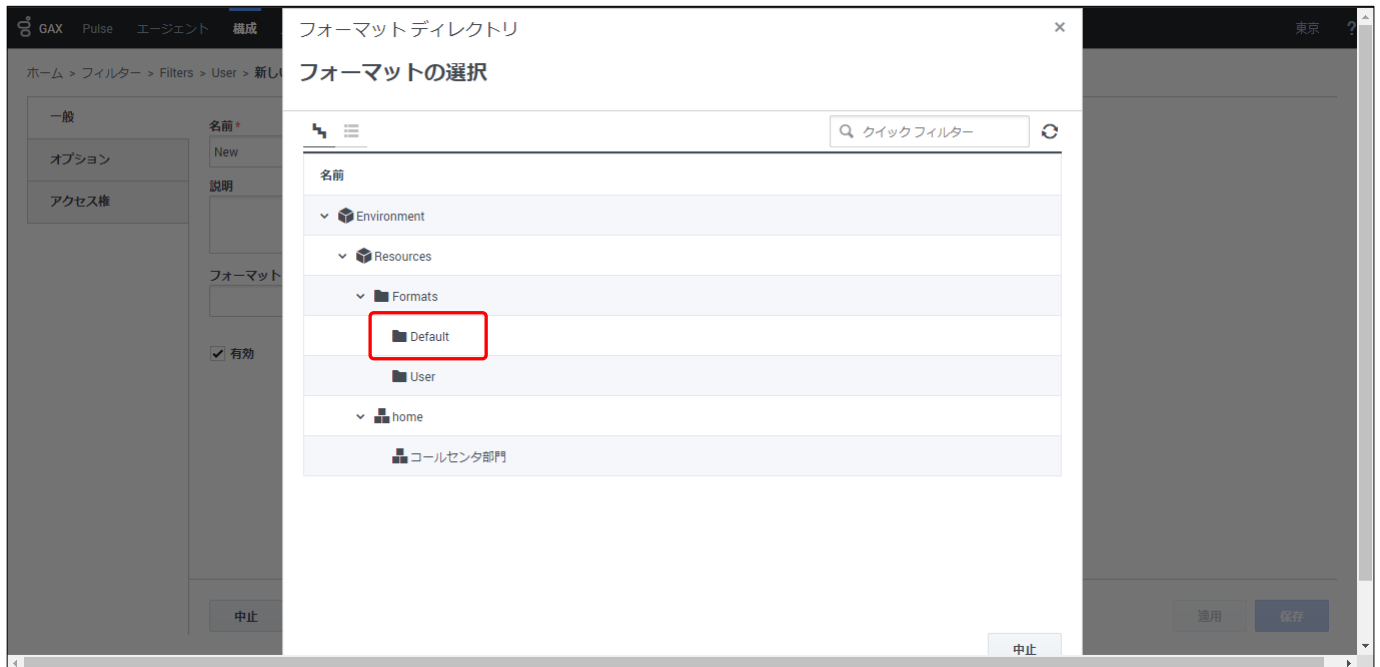 GAX Pulse エージェント 構成 東京 ?
ホーム > フィルター > Filters > User > 新し
一般
オプション
アクセス権
名前*
New
説明
フォーマット
有効
中止
適用
保存
フォーマット ディレクトリ ×
フォーマットの選択
クイック フィルター
名前
Environment
Resources
Formats
Default
User
home
コールセンタ部門
中止